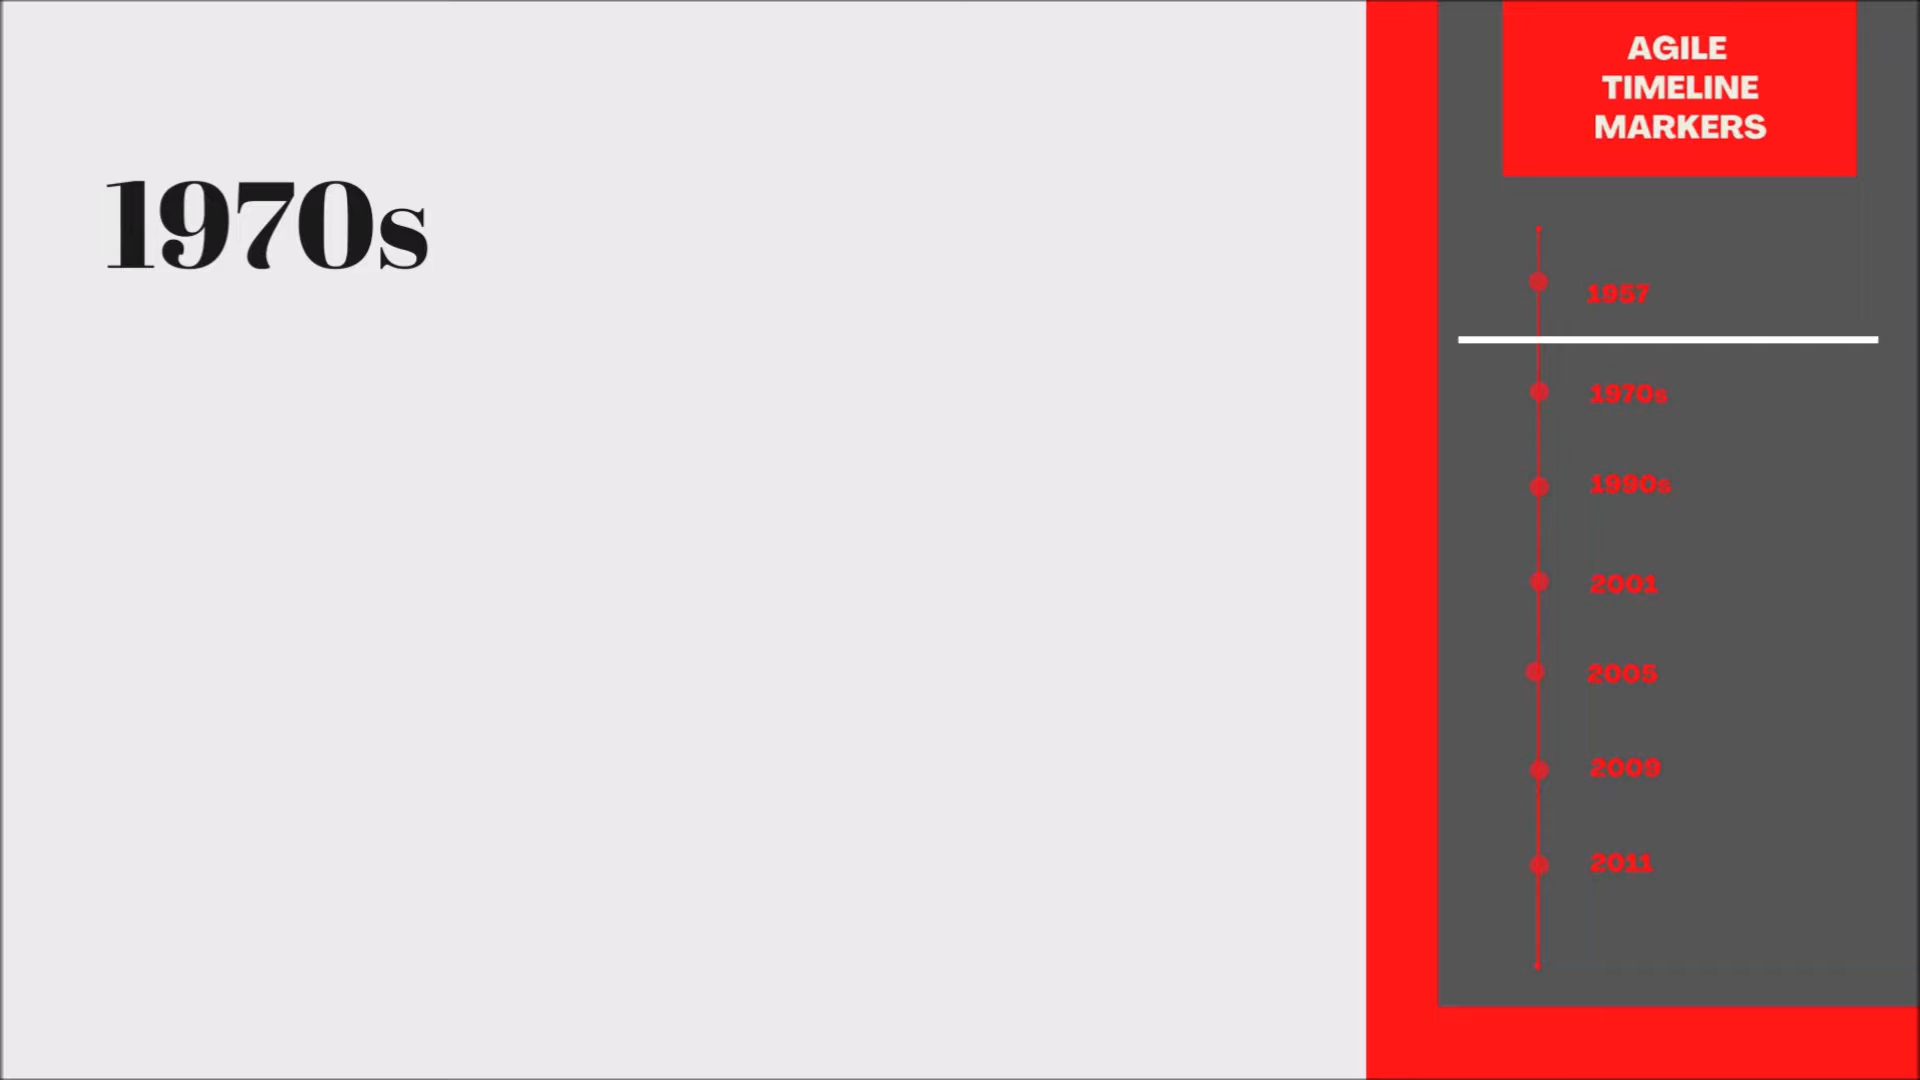 1970s
AGILE
TIMELINE
MARKERS
1957
1970s
1990s
2001
2005
2009
2011